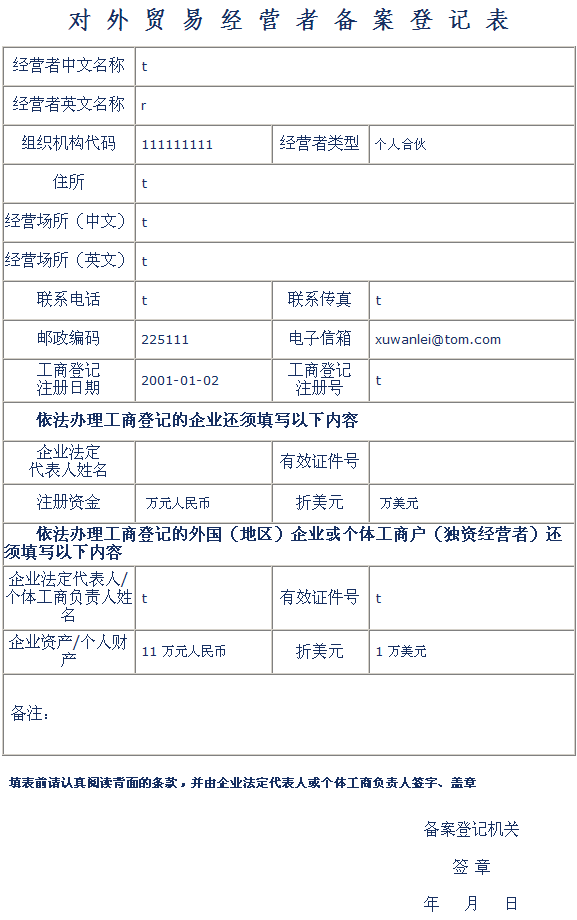 对外贸易经营者备案登记表
经营者中文名称 t
经营者英文名称 r
组织机构代码 111111111 经营者类型 个人合伙
住所 t
经营场所（中文） t
经营场所（英文） t
联系电话 t 联系传真 t
邮政编码 225111 电子信箱 xuwanlei@tom.com
工商登记
注册日期 2001-01-02 工商登记
注册号 t
依法办理工商登记的企业还须填写以下内容
企业法定
代表人姓名 有效证件号
注册资金 万元人民币 折美元 万美元
依法办理工商登记的外国（地区）企业或个体工商户（独资经营者）还
须填写以下内容
企业法定代表人/
个体工商负责人姓
名 t 有效证件号 t
企业资产/个人财
产 11 万元人民币 折美元 1 万美元
备注：
填表前请认真阅读背面的条款，并由企业法定代表人或个体工商负责人签字、盖章
备案登记机关
签 章
年 月 日